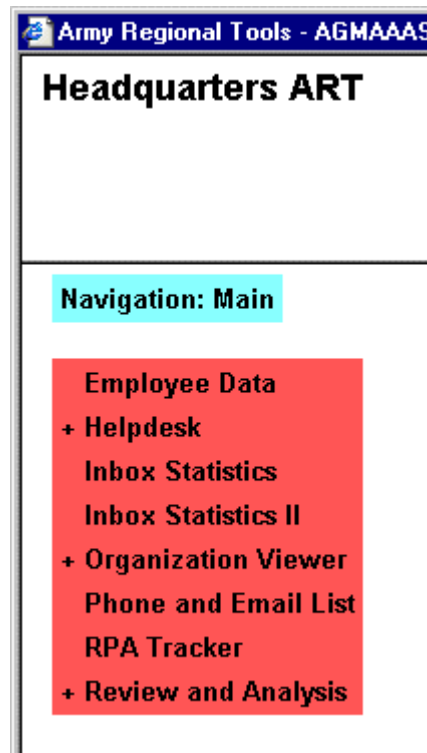 Army Regional Tools - AGMAAAS
Headquarters ART
Navigation: Main
Employee Data
+ Helpdesk
Inbox Statistics
Inbox Statistics II
+ Organization Viewer
Phone and Email List
RPA Tracker
+ Review and Analysis